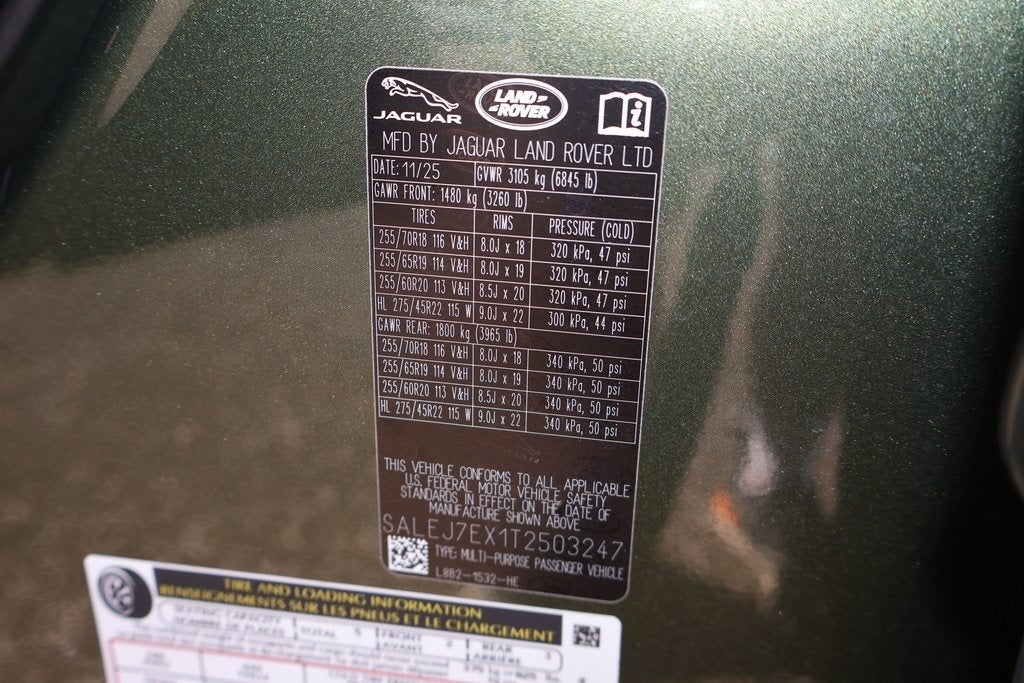 JAGUAR
LAND ROVER
MFD BY JAGUAR LAND ROVER LTD
DATE: 11/25 GVWR 3105 kg (6845 lb)
GAWR FRONT: 1480 kg (3260 lb)
TIRES RIMS PRESSURE (COLD)
255/70R18 116 V&H 8.0J x 18 320 kPa, 47 psi
255/65R19 114 V&H 8.0J x 19 320 kPa, 47 psi
255/60R20 113 V&H 8.5J x 20 320 kPa, 47 psi
HL 275/45R22 115 W 9.0J x 22 300 kPa, 44 psi
GAWR REAR: 1800 kg (3965 lb)
255/70R18 116 V&H 8.0J x 18 340 kPa, 50 psi
255/65R19 114 V&H 8.0J x 19 340 kPa, 50 psi
255/60R20 113 V&H 8.5J x 20 340 kPa, 50 psi
HL 275/45R22 115 W 9.0J x 22 340 kPa, 50 psi
THIS VEHICLE CONFORMS TO ALL APPLICABLE
U.S. FEDERAL MOTOR VEHICLE SAFETY
STANDARDS IN EFFECT ON THE DATE OF
MANUFACTURE SHOWN ABOVE
SALEJ7EX1T2503247
TYPE: MULTI-PURPOSE PASSENGER VEHICLE
L8B2-1532-HE
TIRE AND LOADING INFORMATION
RENSEIGNEMENTS SUR LES PNEUS ET LE CHARGEMENT
SEATING CAPACITY TOTAL 5 FRONT 2 REAR 3
AVANT ARRIÈRE